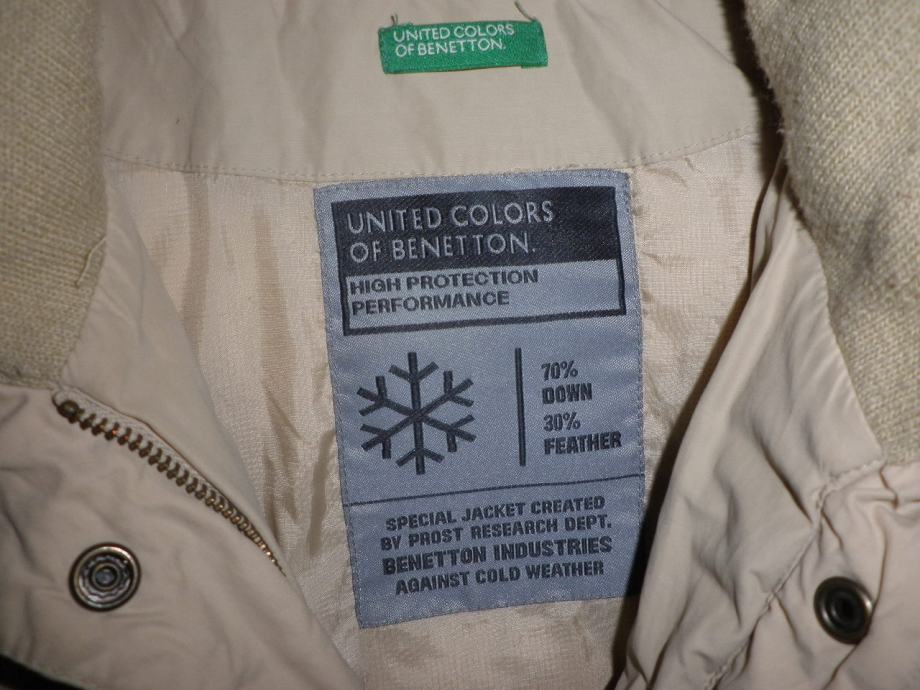 UNITED COLORS
OF BENETTON.
UNITED COLORS
OF BENETTON.
HIGH PROTECTION
PERFORMANCE
70%
DOWN
30%
FEATHER
SPECIAL JACKET CREATED
BY PROST RESEARCH DEPT.
BENETTON INDUSTRIES
AGAINST COLD WEATHER